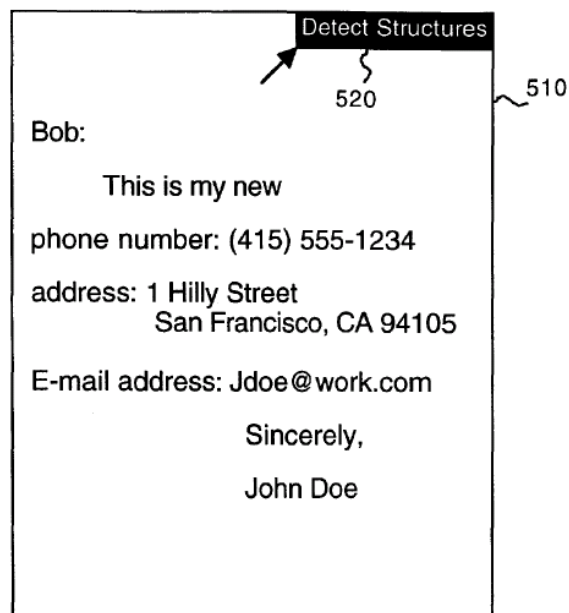 Detect Structures
520
510
Bob:
This is my new
phone number: (415) 555-1234
address: 1 Hilly Street
San Francisco, CA 94105
E-mail address: Jdoe@work.com
Sincerely,
John Doe